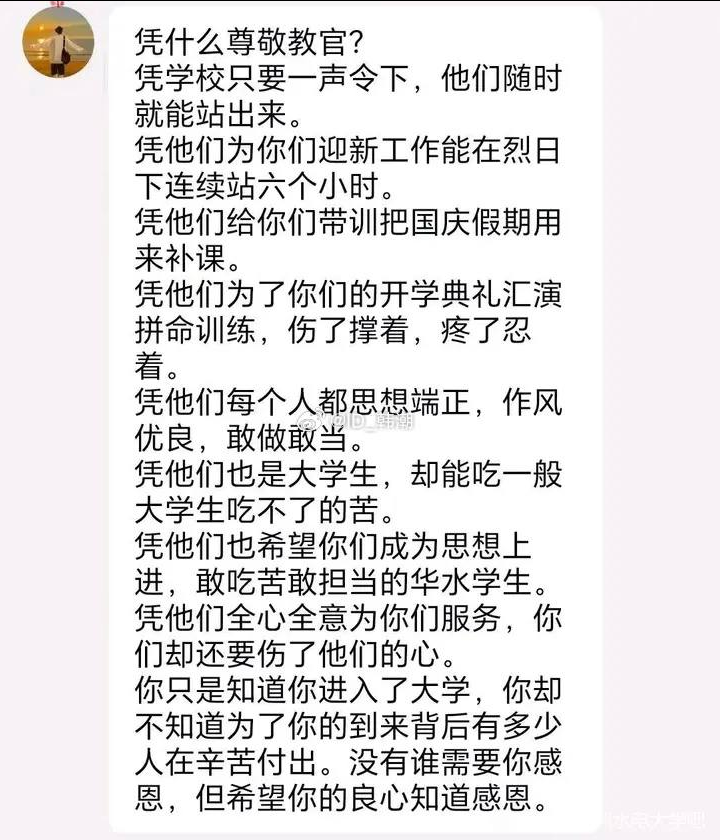 凭什么尊敬教官？
凭学校只要一声令下，他们随时
就能站出来。
凭他们为你们迎新工作能在烈日
下连续站六个小时。
凭他们给你们带训把国庆假期用
来补课。
凭他们为了你们的开学典礼汇演
拼命训练，伤了撑着，疼了忍
着。
凭他们每个人都思想端正，作风
优良，敢做敢当。
@ID_韩潮
凭他们也是大学生，却能吃一般
大学生吃不了的苦。
凭他们也希望你们成为思想上
进，敢吃苦敢担当的华水学生。
凭他们全心全意为你们服务，你
们却还要伤了他们的心。
你只是知道你进入了大学，你却
不知道为了你的到来背后有多少
人在辛苦付出。没有谁需要你感
恩，但希望你的良心知道感恩。
水电大学吧